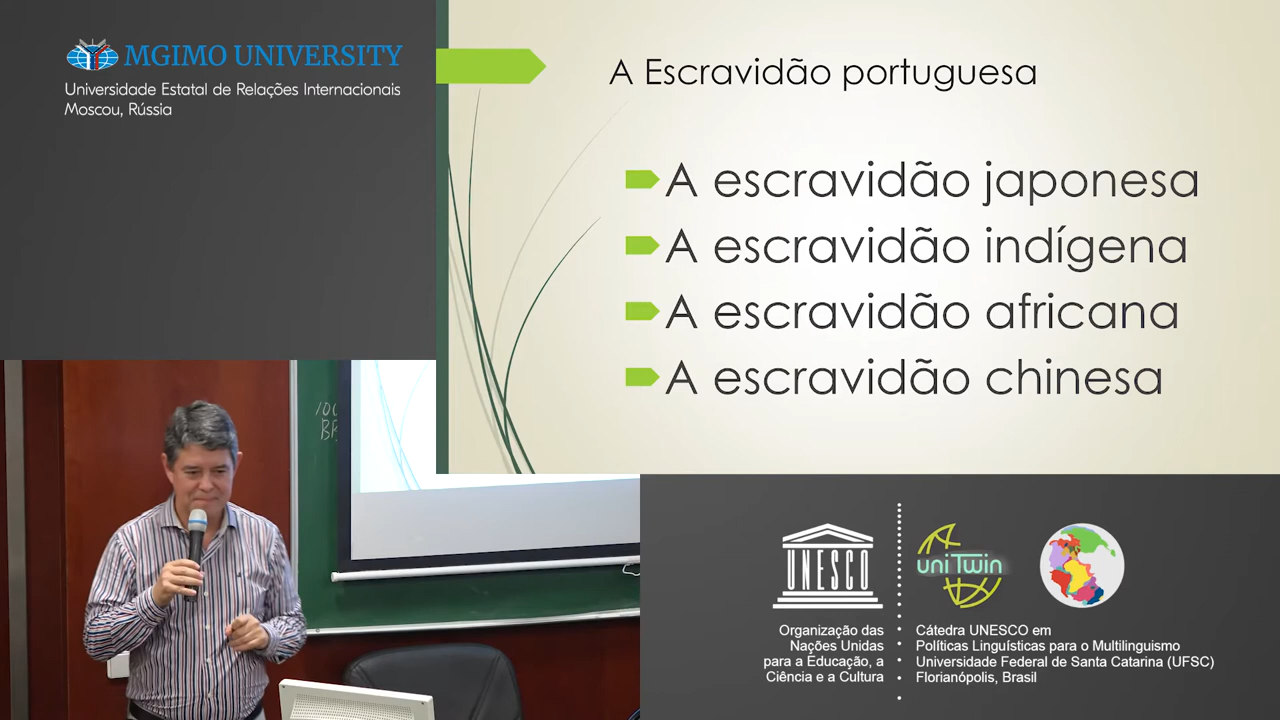 MGIMO UNIVERSITY
Universidade Estatal de Relações Internacionais
Moscou, Rússia
A Escravidão portuguesa
A escravidão japonesa
A escravidão indígena
A escravidão africana
A escravidão chinesa
UNESCO
Organização das
Nações Unidas
para a Educação, a
Ciência e a Cultura
uniTwin
Cátedra UNESCO em
Políticas Linguísticas para o Multilinguismo
Universidade Federal de Santa Catarina (UFSC)
Florianópolis, Brasil